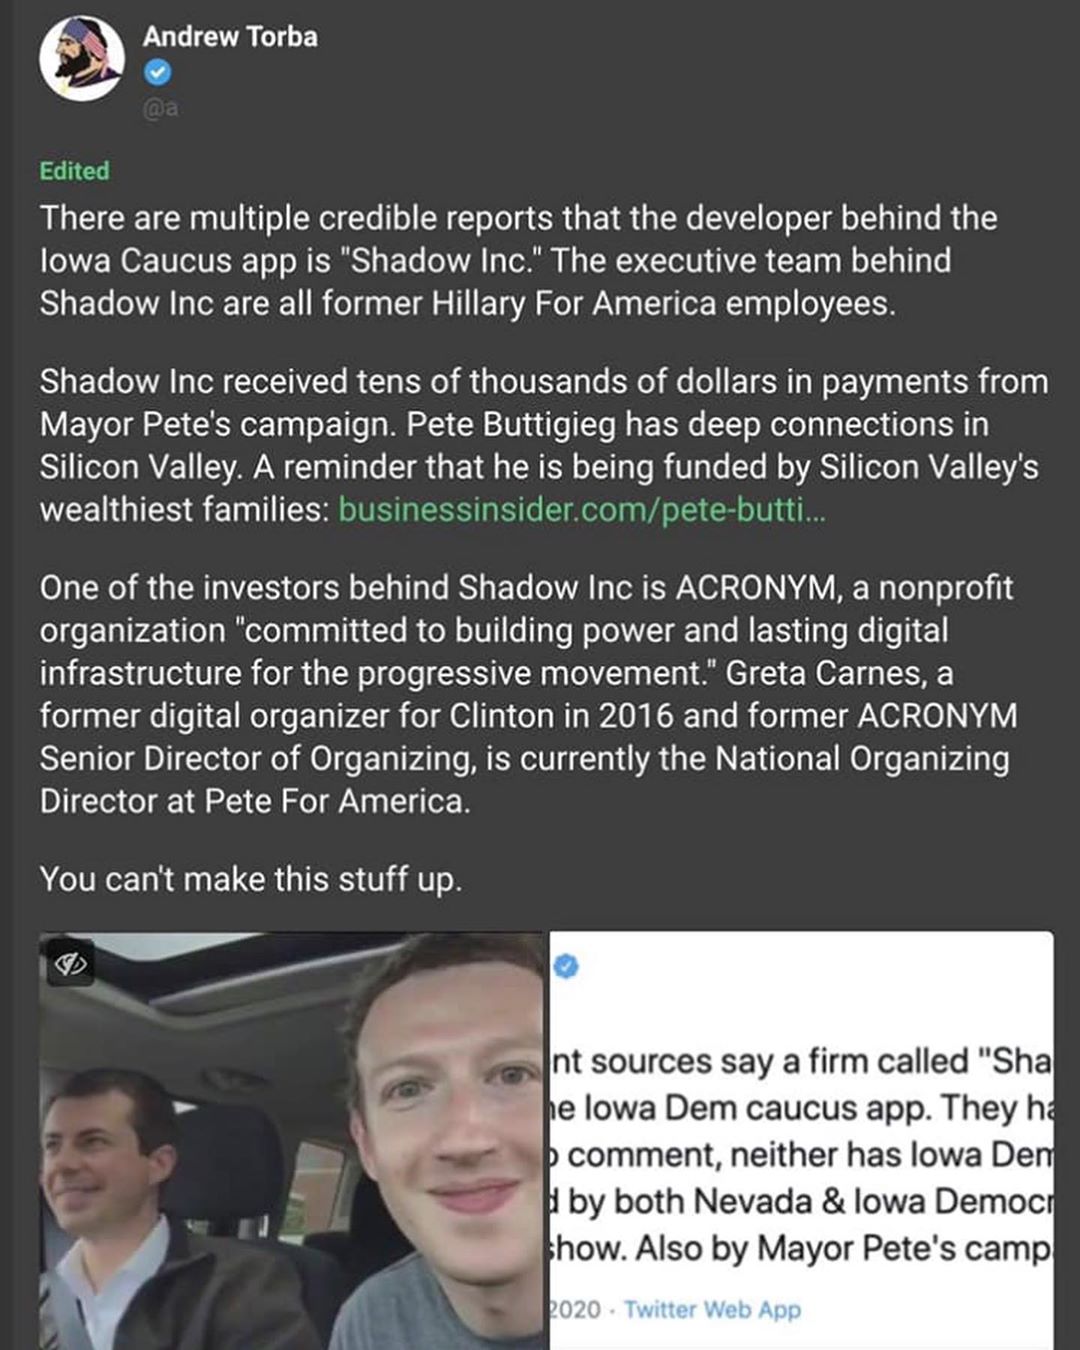 Andrew Torba
@a
Edited
There are multiple credible reports that the developer behind the
Iowa Caucus app is "Shadow Inc." The executive team behind
Shadow Inc are all former Hillary For America employees.
Shadow Inc received tens of thousands of dollars in payments from
Mayor Pete's campaign. Pete Buttigieg has deep connections in
Silicon Valley. A reminder that he is being funded by Silicon Valley's
wealthiest families: businessinsider.com/pete-butti...
One of the investors behind Shadow Inc is ACRONYM, a nonprofit
organization "committed to building power and lasting digital
infrastructure for the progressive movement." Greta Carnes, a
former digital organizer for Clinton in 2016 and former ACRONYM
Senior Director of Organizing, is currently the National Organizing
Director at Pete For America.
You can't make this stuff up.
nt sources say a firm called "Sha
e Iowa Dem caucus app. They ha
comment, neither has Iowa Dem
d by both Nevada & Iowa Democr
how. Also by Mayor Pete's camp
2020 · Twitter Web App